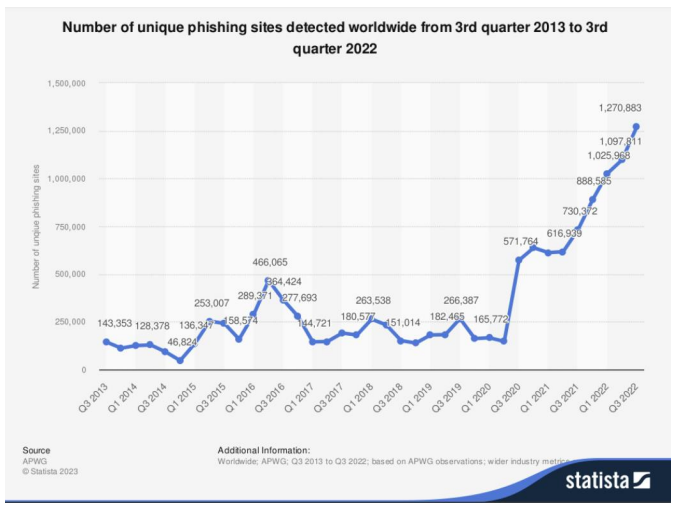 Number of unique phishing sites detected worldwide from 3rd quarter 2013 to 3rd
quarter 2022
Number of unqiue phishing sites
1,500,000
1,250,000
1,000,000
750,000
500,000
250,000
0
143,353
128,378
46,824
136,347
253,007
158,574
289,371
466,065
364,424
277,693
144,721
180,577
263,538
151,014
182,465
266,387
165,772
571,764
616,939
730,372
888,585
1,025,968
1,097,811
1,270,883
Q3 2013
Q1 2014
Q3 2014
Q1 2015
Q3 2015
Q1 2016
Q3 2016
Q1 2017
Q3 2017
Q1 2018
Q3 2018
Q1 2019
Q3 2019
Q1 2020
Q3 2020
Q1 2021
Q3 2021
Q1 2022
Q3 2022
Source
APWG
© Statista 2023
Additional Information:
Worldwide; APWG; Q3 2013 to Q3 2022; based on APWG observations; wider industry metrics
statista